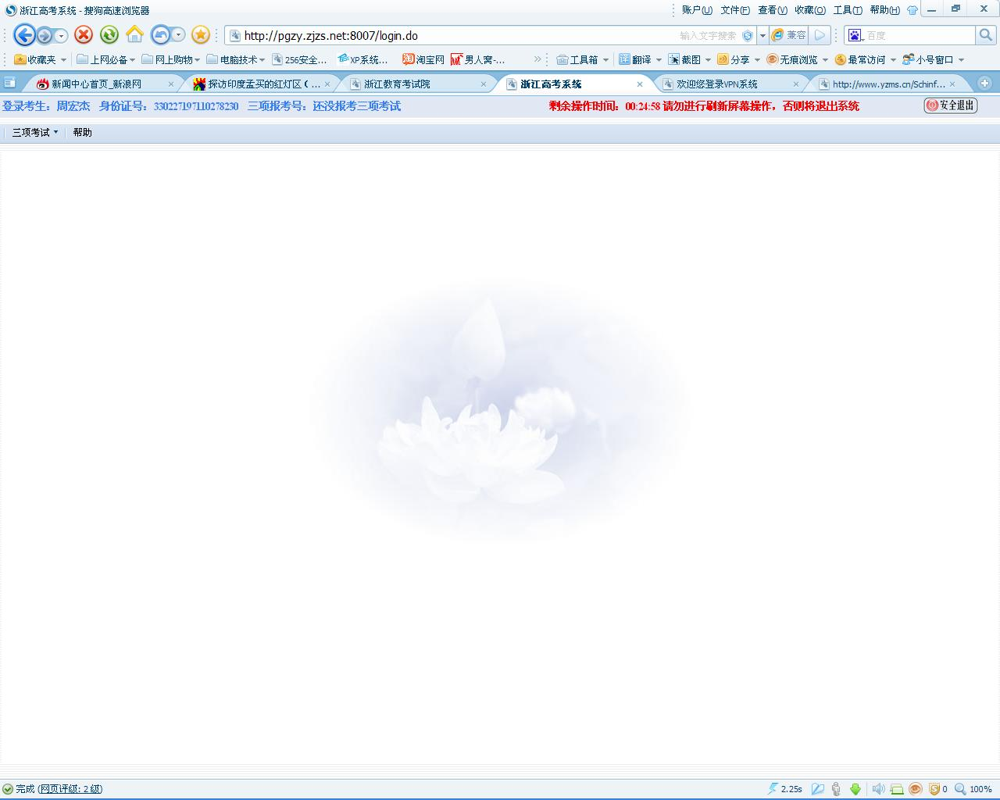 浙江高考系统 - 搜狗高速浏览器
账户(U) 文件(F) 查看(V) 收藏(O) 工具(T) 帮助(H)
http://pgzy.zjzs.net:8007/login.do 输入文字搜索 兼容 百度
收藏夹 上网必备 网上购物 电脑技术 256安全... XP系统... 淘宝网 男人窝-... » 工具箱 翻译 截图 分享 无痕浏览 最常访问 小号窗口
新闻中心首页_新浪网 探访印度孟买的红灯区 ( ... 浙江教育考试院 浙江高考系统 欢迎您登录VPN系统 http://www.yzms.cn/Schinf...
登录考生：周宏杰 身份证号：330227197110278230 三项报考号：还没报考三项考试 剩余操作时间：00:24:58 请勿进行刷新屏幕操作，否则将退出系统 安全退出
三项考试 帮助
完成 (网页评级: 2 级) 2.25s 0 100%